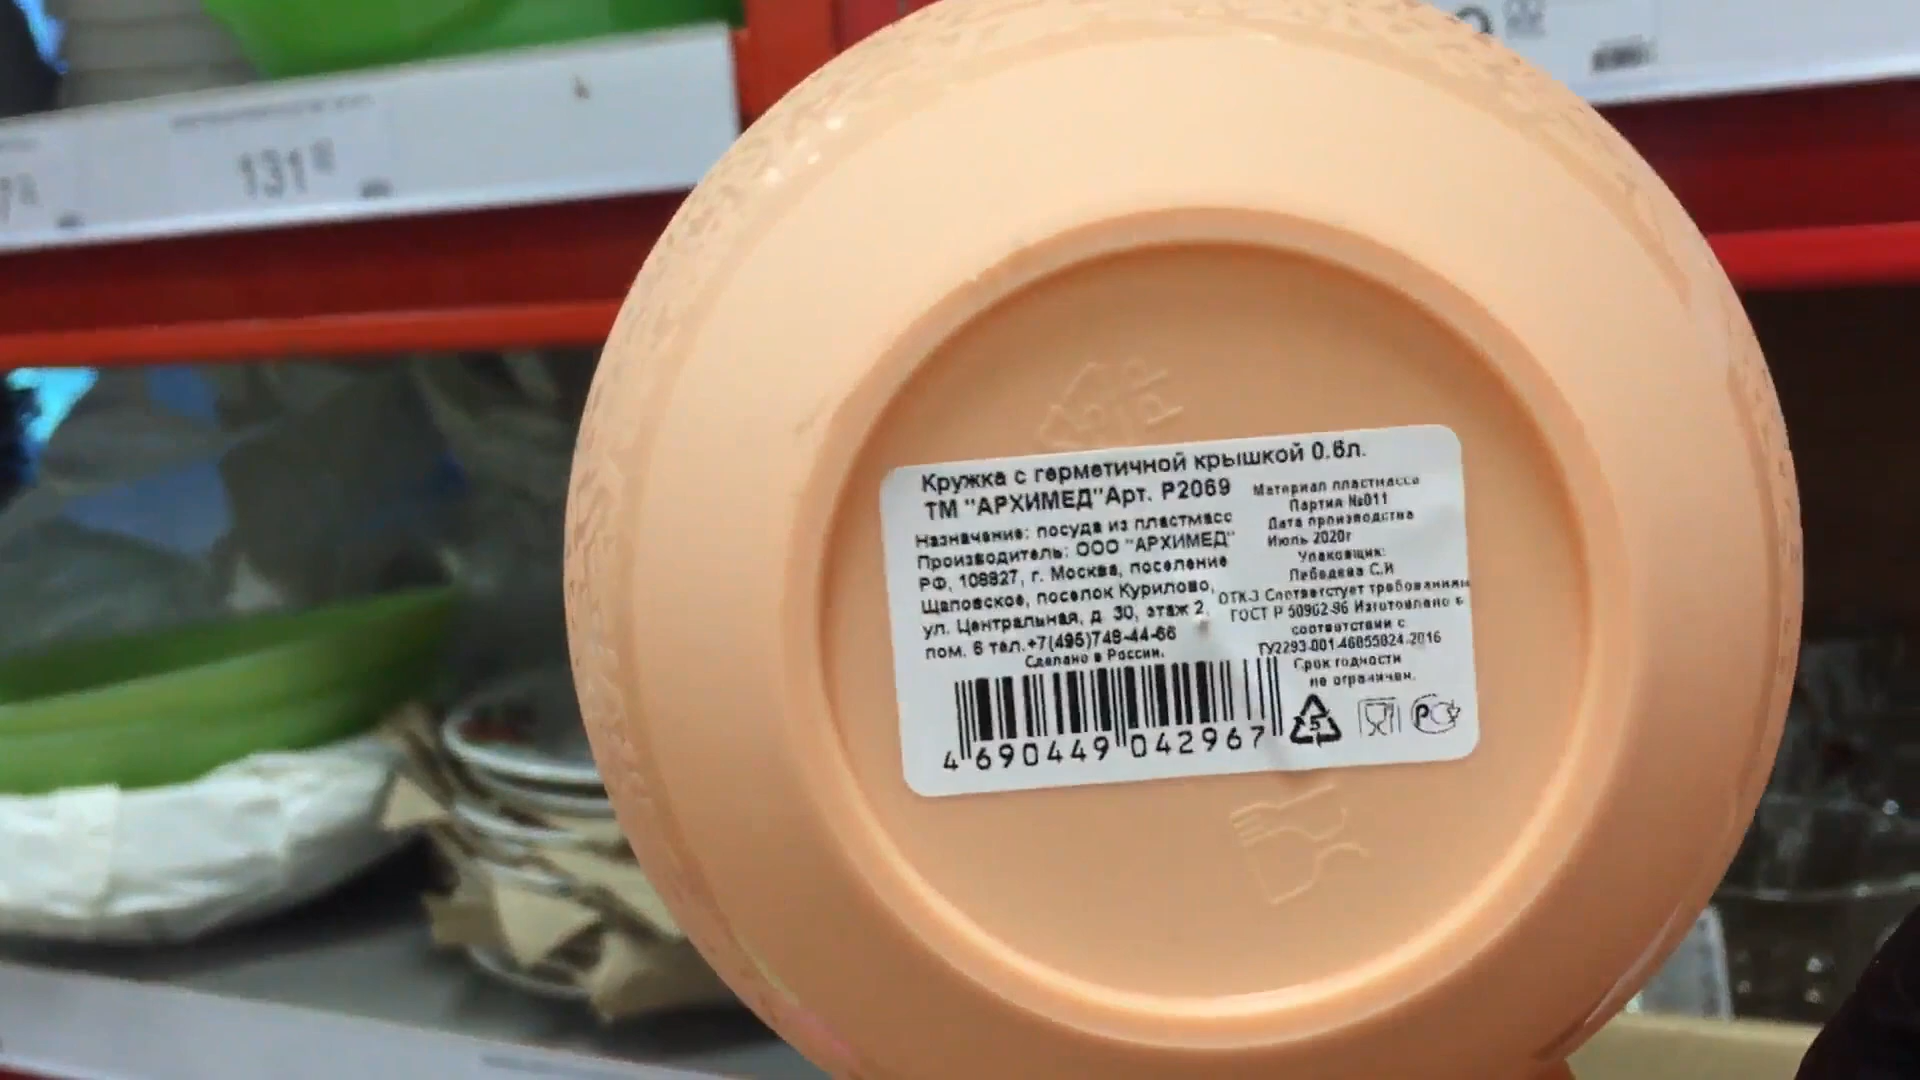 131
Кружка с герметичной крышкой 0.6л.
ТМ "АРХИМЕД"Арт. Р2069
Назначение: посуда из пластмасс
Производитель: ООО "АРХИМЕД"
РФ, 108827, г. Москва, поселение
Щаповское, поселок Курилово,
ул. Центральная, д. 30, этаж 2,
пом. 6 тел.+7(495)749-44-66
Сделано в России.
Материал пластмасса
Партия №011
Дата производства
Июль 2020г
Упаковщик:
Лебедева С.И
ОТК-3 Соответстует требованиям
ГОСТ Р 50962-96 Изготовлено в
соответствии с
ТУ2293-001-46855824-2016
Срок годности
не ограничен.
4 690449 042967
5
РС